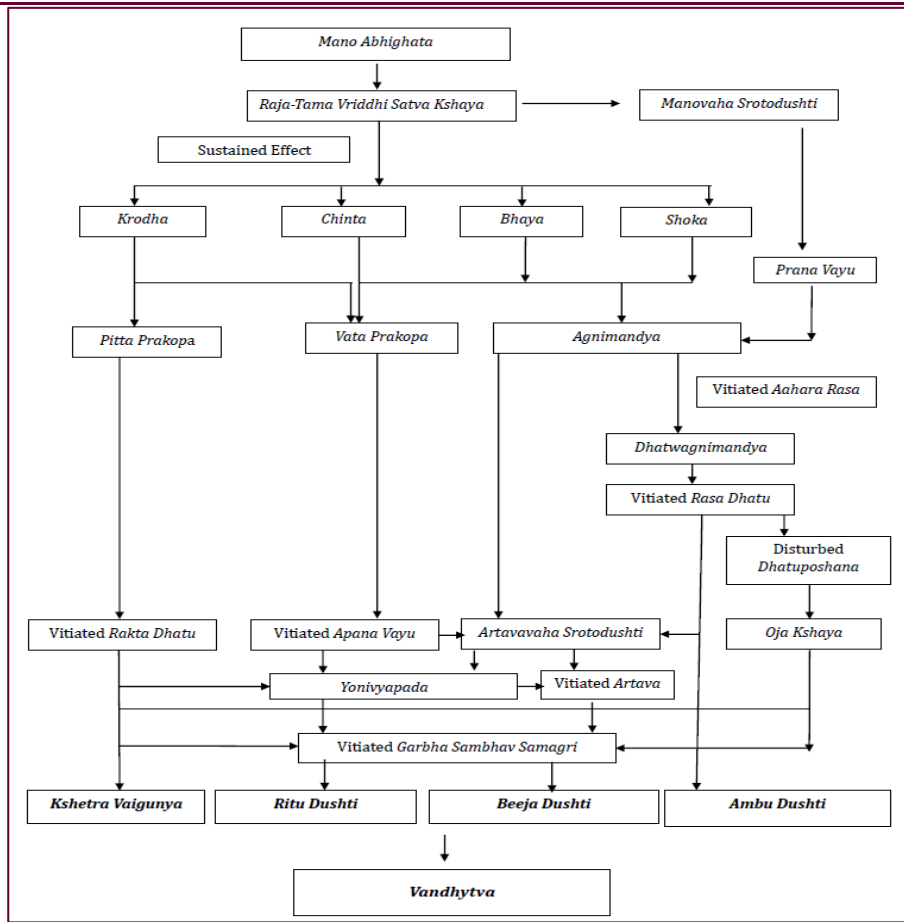 Mano Abhighata
Raja-Tama Vriddhi Satva Kshaya
Manovaha Srotodushti
Sustained Effect
Krodha
Chinta
Bhaya
Shoka
Prana Vayu
Pitta Prakopa
Vata Prakopa
Agnimandya
Vitiated Aahara Rasa
Dhatwagnimandya
Vitiated Rasa Dhatu
Disturbed
Dhatuposhana
Vitiated Rakta Dhatu
Vitiated Apana Vayu
Artavavaha Srotodushti
Oja Kshaya
Yonivyapada
Vitiated Artava
Vitiated Garbha Sambhav Samagri
Kshetra Vaigunya
Ritu Dushti
Beeja Dushti
Ambu Dushti
Vandhytva